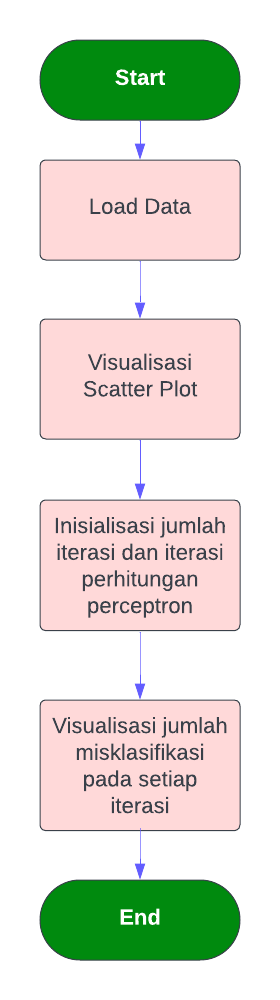 Start
Load Data
Visualisasi
Scatter Plot
Inisialisasi jumlah
iterasi dan iterasi
perhitungan
perceptron
Visualisasi jumlah
misklasifikasi
pada setiap
iterasi
End